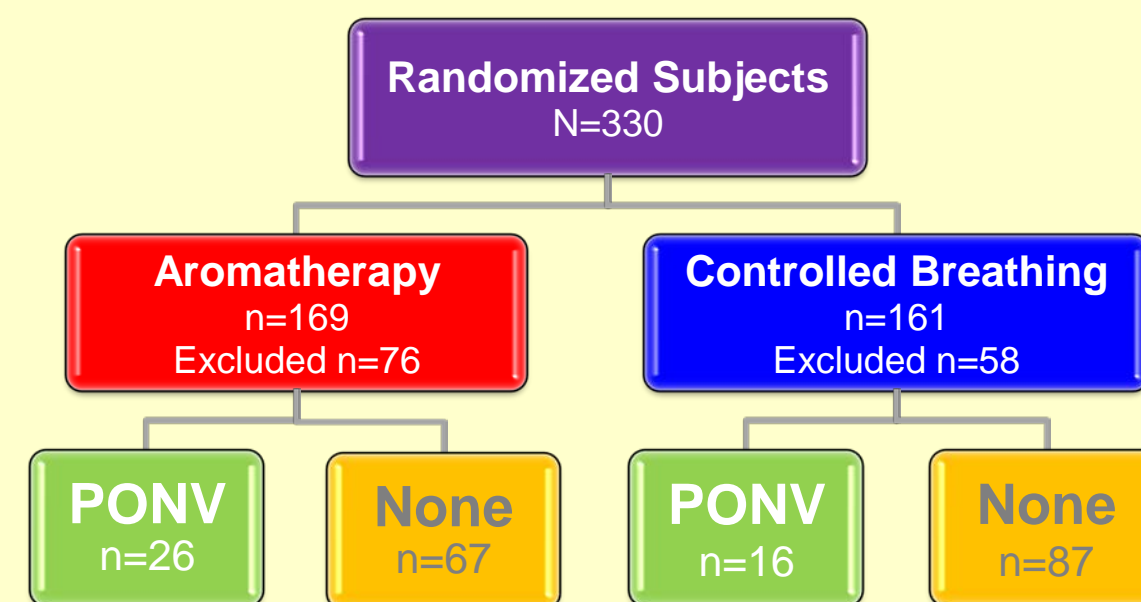 Randomized Subjects
N=330
Aromatherapy
n=169
Excluded n=76
Controlled Breathing
n=161
Excluded n=58
PONV
n=26
None
n=67
PONV
n=16
None
n=87